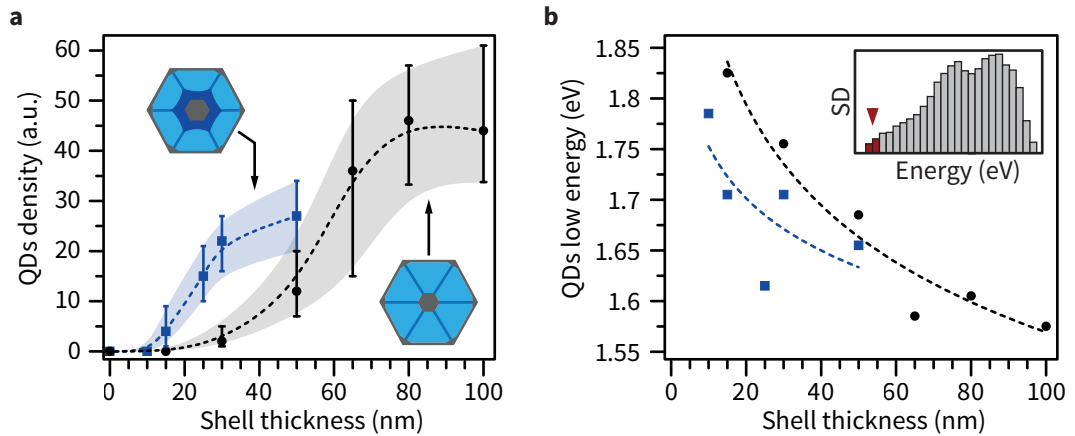 a
60
50
40
30
20
10
0
QDs density (a.u.)
0 20 40 60 80 100
Shell thickness (nm)
b
1.85
1.8
1.75
1.7
1.65
1.6
1.55
QDs low energy (eV)
SD
Energy (eV)
0 20 40 60 80 100
Shell thickness (nm)